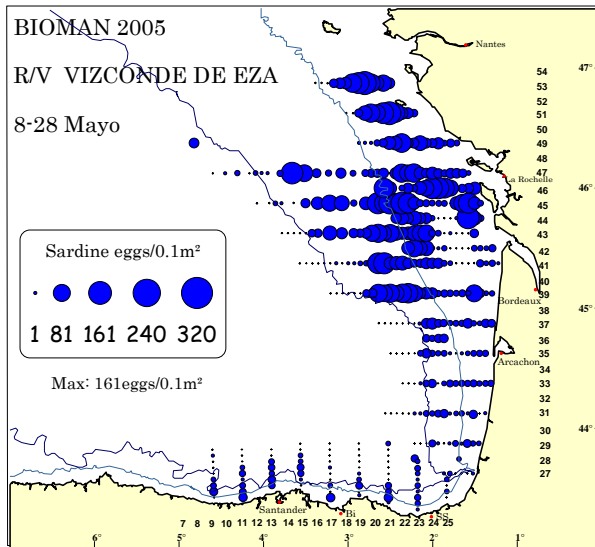 BIOMAN 2005
R/V VIZCONDE DE EZA
8-28 Mayo
Nantes
47°
54
53
52
51
50
49
48
47
La Rochelle
46
46°
45
44
43
42
41
40
39
Bordeaux
45°
38
37
36
35
Arcachon
34
33
32
31
30
44°
29
28
27
Sardine eggs/0.1m²
1 81 161 240 320
Max: 161eggs/0.1m²
Santander
Bi
SS
7 8 9 10 11 12 13 14 15 16 17 18 19 20 21 22 23 24 25
6° 5° 4° 3° 2° 1°